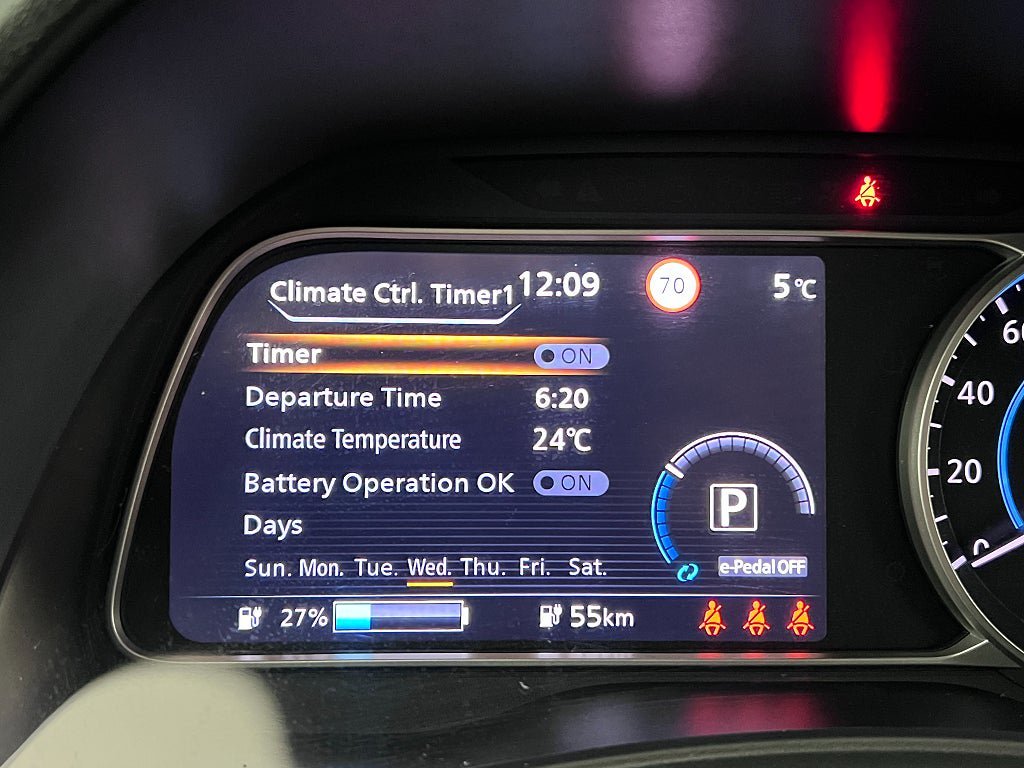 Climate Ctrl. Timer1 12:09 70 5℃
Timer ON
Departure Time 6:20
Climate Temperature 24℃
Battery Operation OK ON
Days
Sun. Mon. Tue. Wed. Thu. Fri. Sat.
P
e-Pedal OFF
27% 55km
40
20
0